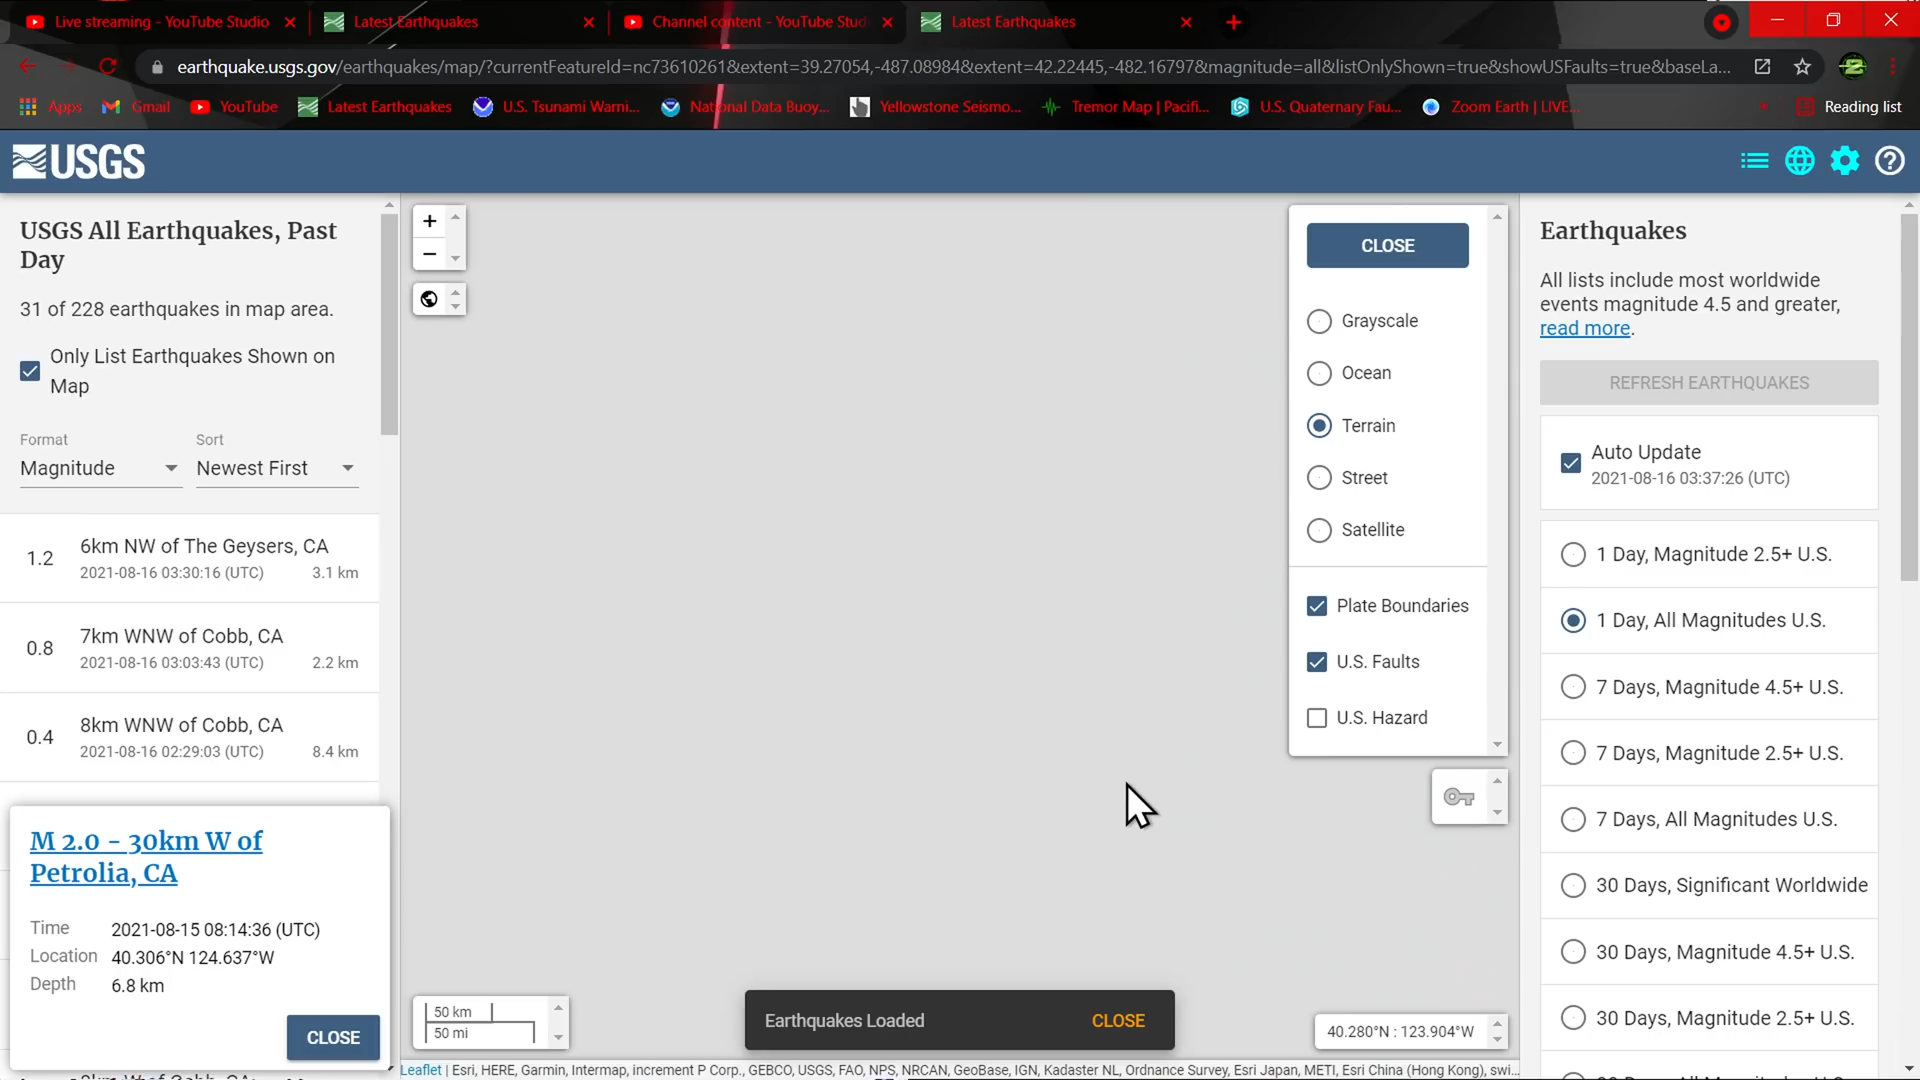 Live streaming - YouTube Studio
Latest Earthquakes
Channel content - YouTube Stud
Latest Earthquakes
earthquake.usgs.gov/earthquakes/map/?currentFeatureId=nc73610261&extent=39.27054,-487.08984&extent=42.22445,-482.16797&magnitude=all&listOnlyShown=true&showUSFaults=true&baseLa...
Apps
Gmail
YouTube
Latest Earthquakes
U.S. Tsunami Warni...
National Data Buoy...
Yellowstone Seismo...
Tremor Map | Pacifi...
U.S. Quaternary Fau...
Zoom Earth | LIVE...
Reading list
USGS
USGS All Earthquakes, Past
Day
31 of 228 earthquakes in map area.
Only List Earthquakes Shown on
Map
Format
Sort
Magnitude
Newest First
1.2
6km NW of The Geysers, CA
2021-08-16 03:30:16 (UTC)
3.1 km
0.8
7km WNW of Cobb, CA
2021-08-16 03:03:43 (UTC)
2.2 km
0.4
8km WNW of Cobb, CA
2021-08-16 02:29:03 (UTC)
8.4 km
M 2.0 - 30km W of
Petrolia, CA
Time
2021-08-15 08:14:36 (UTC)
Location
40.306°N 124.637°W
Depth
6.8 km
CLOSE
+
−
CLOSE
Grayscale
Ocean
Terrain
Street
Satellite
Plate Boundaries
U.S. Faults
U.S. Hazard
50 km
50 mi
Earthquakes Loaded
CLOSE
40.280°N : 123.904°W
Leaflet | Esri, HERE, Garmin, Intermap, increment P Corp., GEBCO, USGS, FAO, NPS, NRCAN, GeoBase, IGN, Kadaster NL, Ordnance Survey, Esri Japan, METI, Esri China (Hong Kong), swi...
Earthquakes
All lists include most worldwide
events magnitude 4.5 and greater,
read more.
REFRESH EARTHQUAKES
Auto Update
2021-08-16 03:37:26 (UTC)
1 Day, Magnitude 2.5+ U.S.
1 Day, All Magnitudes U.S.
7 Days, Magnitude 4.5+ U.S.
7 Days, Magnitude 2.5+ U.S.
7 Days, All Magnitudes U.S.
30 Days, Significant Worldwide
30 Days, Magnitude 4.5+ U.S.
30 Days, Magnitude 2.5+ U.S.